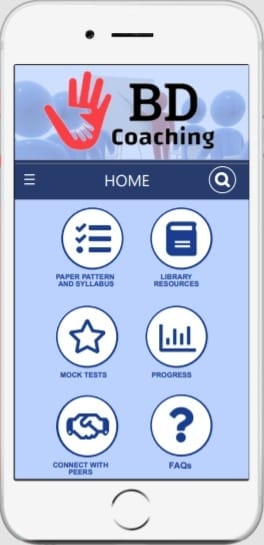 BD
Coaching
HOME
PAPER PATTERN
AND SYLLABUS
LIBRARY
RESOURCES
MOCK TESTS
PROGRESS
CONNECT WITH
PEERS
FAQs